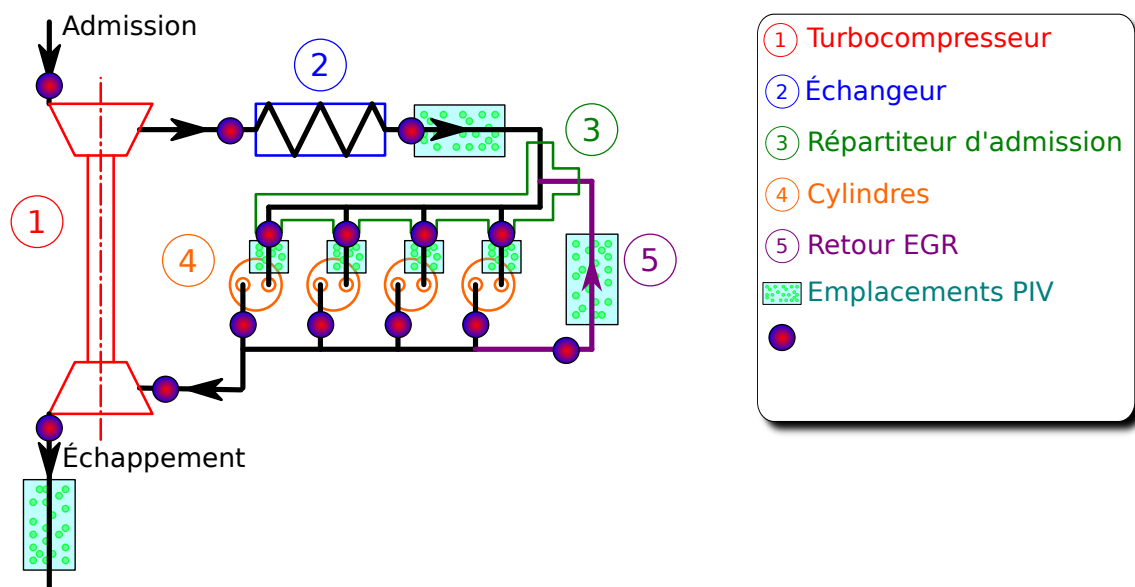 Admission
2
3
1
4
5
Échappement
1 Turbocompresseur
2 Échangeur
3 Répartiteur d'admission
4 Cylindres
5 Retour EGR
Emplacements PIV